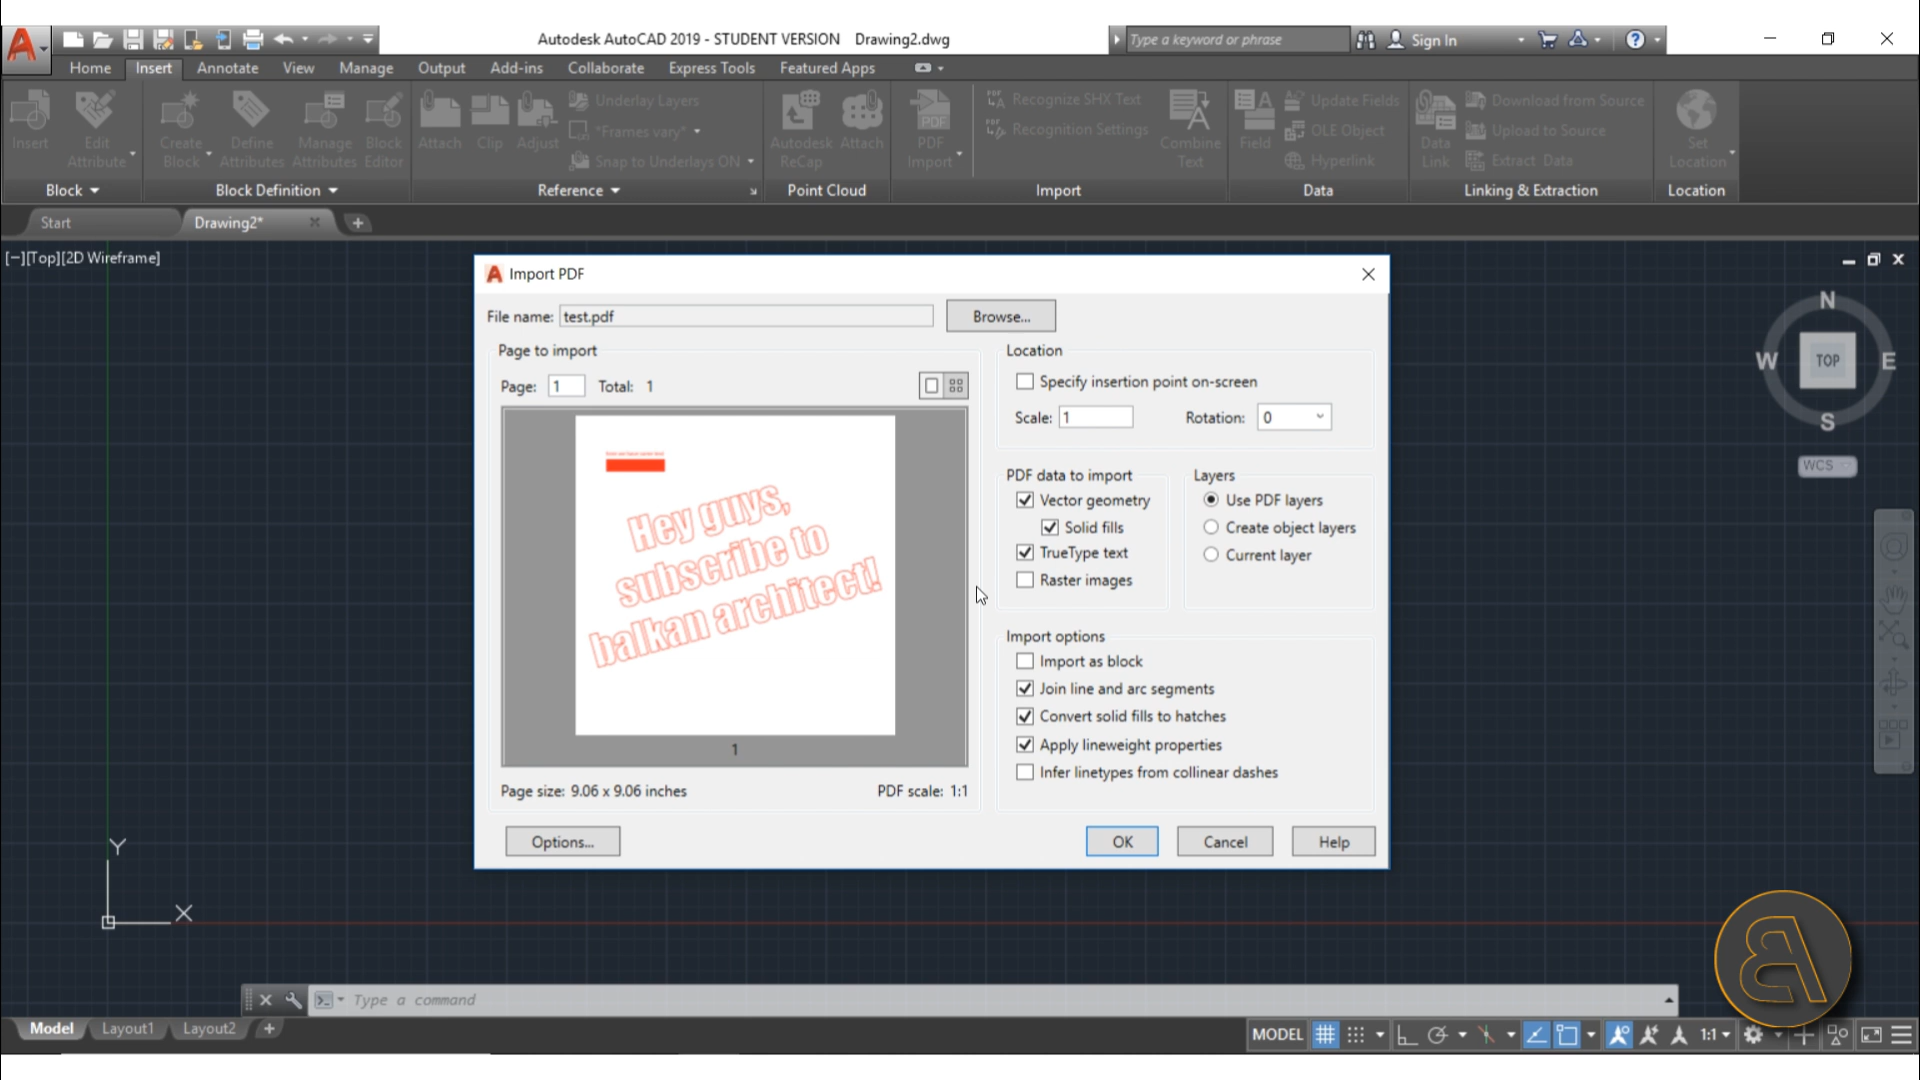 Autodesk AutoCAD 2019 - STUDENT VERSION Drawing2.dwg
Type a keyword or phrase
Sign In
Home Insert Annotate View Manage Output Add-ins Collaborate Express Tools Featured Apps
Insert
Edit Attribute
Create Block
Define Attributes
Manage Attributes
Block Editor
Attach
Clip
Adjust
Underlay Layers
*Frames vary*
Snap to Underlays ON
Autodesk ReCap
Attach
PDF Import
Recognize SHX Text
Recognition Settings
Combine Text
Field
Update Fields
OLE Object
Hyperlink
Data Link
Download from Source
Upload to Source
Extract Data
Set Location
Block Block Definition Reference Point Cloud Import Data Linking & Extraction Location
Start Drawing2*
[−][Top][2D Wireframe]
N
W TOP E
S
WCS
Import PDF
File name: test.pdf Browse...
Page to import
Page: 1 Total: 1
Hey guys,
subscribe to
balkan architect!
1
Page size: 9.06 x 9.06 inches PDF scale: 1:1
Location
Specify insertion point on-screen
Scale: 1 Rotation: 0
PDF data to import
Vector geometry
Solid fills
TrueType text
Raster images
Layers
Use PDF layers
Create object layers
Current layer
Import options
Import as block
Join line and arc segments
Convert solid fills to hatches
Apply lineweight properties
Infer linetypes from collinear dashes
Options... OK Cancel Help
Y
X
Type a command
Model Layout1 Layout2
MODEL 1:1